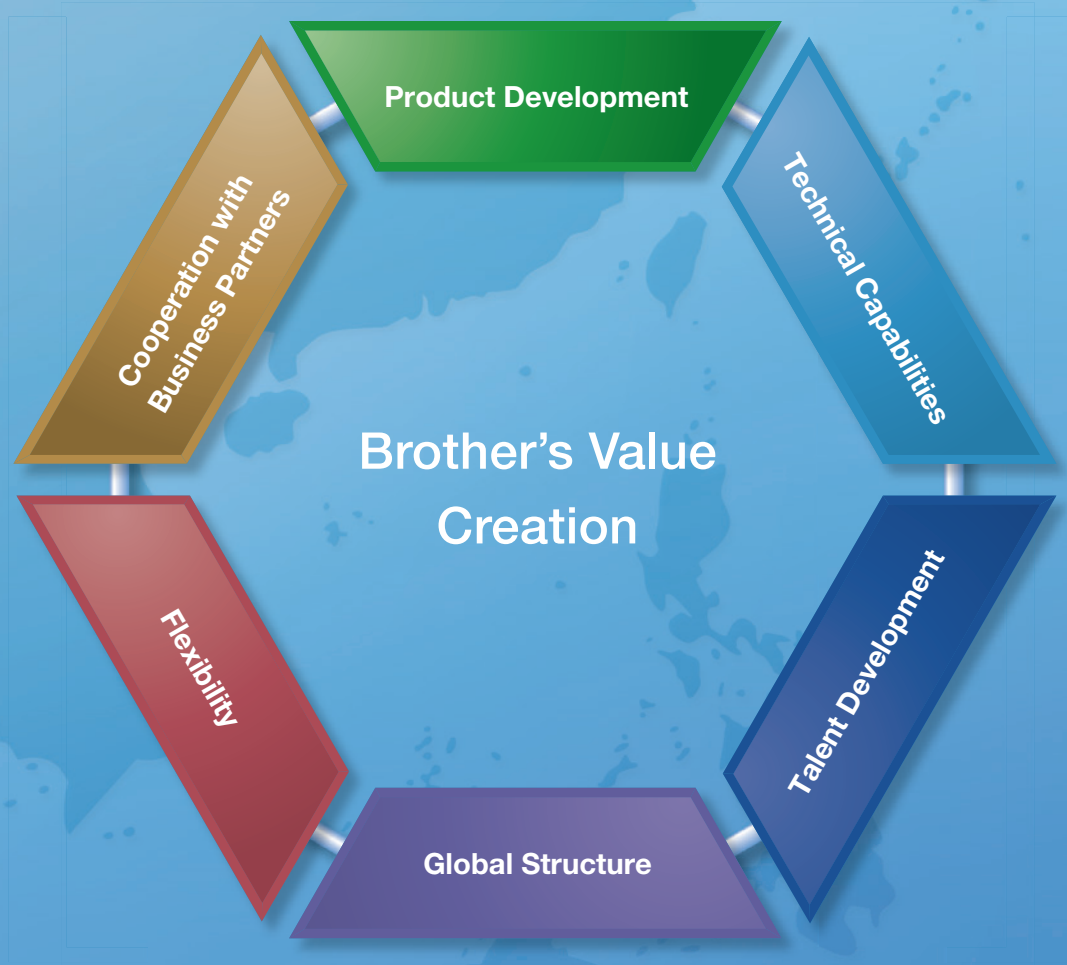 Product Development
Technical Capabilities
Cooperation with
Business Partners
Brother's Value
Creation
Flexibility
Talent Development
Global Structure